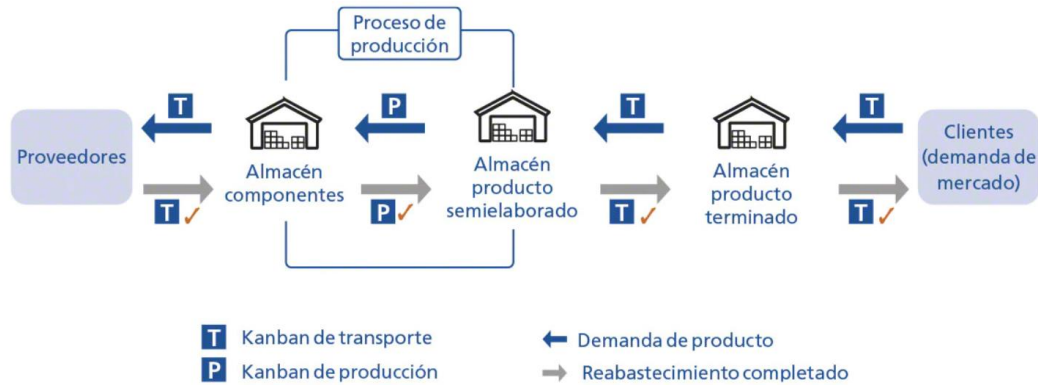 Proceso de
producción
T
P
T
T
Proveedores
Almacén
componentes
Almacén
producto
semielaborado
Almacén
producto
terminado
Clientes
(demanda de
mercado)
T ✓
P ✓
T ✓
T ✓
T Kanban de transporte
P Kanban de producción
Demanda de producto
Reabastecimiento completado